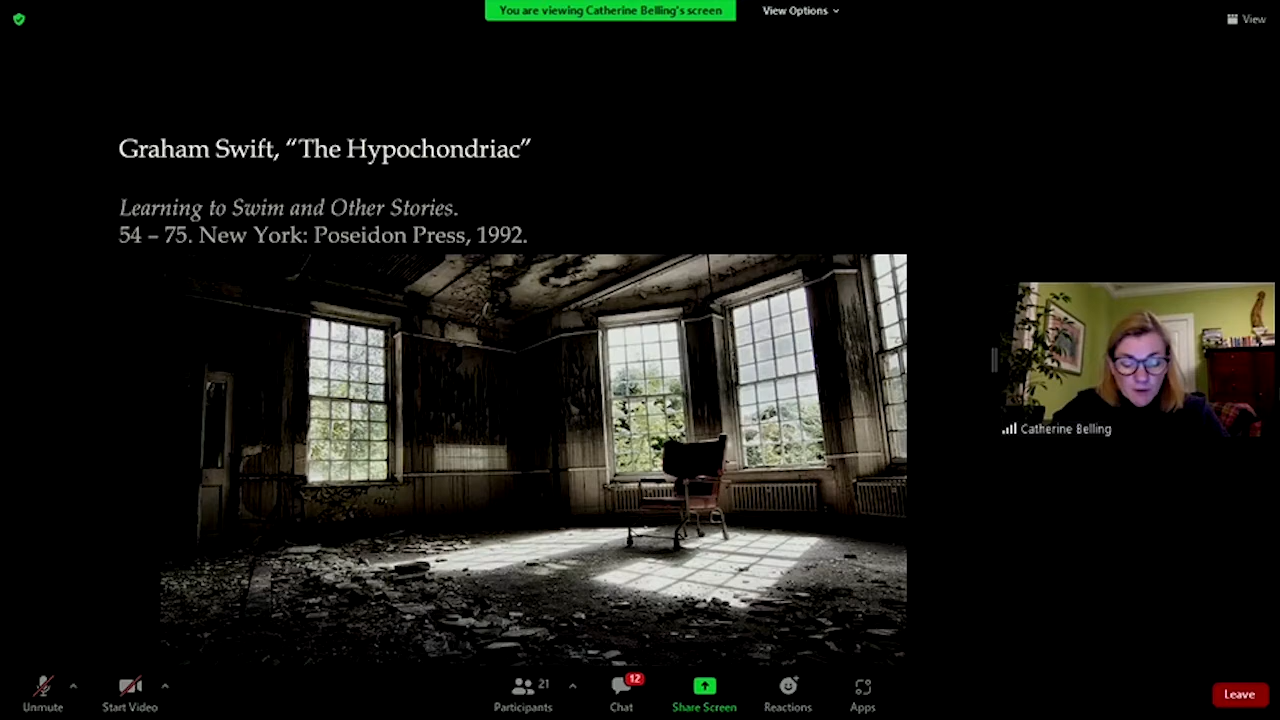 You are viewing Catherine Belling's screen
View Options
View
Graham Swift, “The Hypochondriac”
Learning to Swim and Other Stories.
54 – 75. New York: Poseidon Press, 1992.
Catherine Belling
Unmute
Start Video
21
Participants
12
Chat
Share Screen
Reactions
Apps
Leave